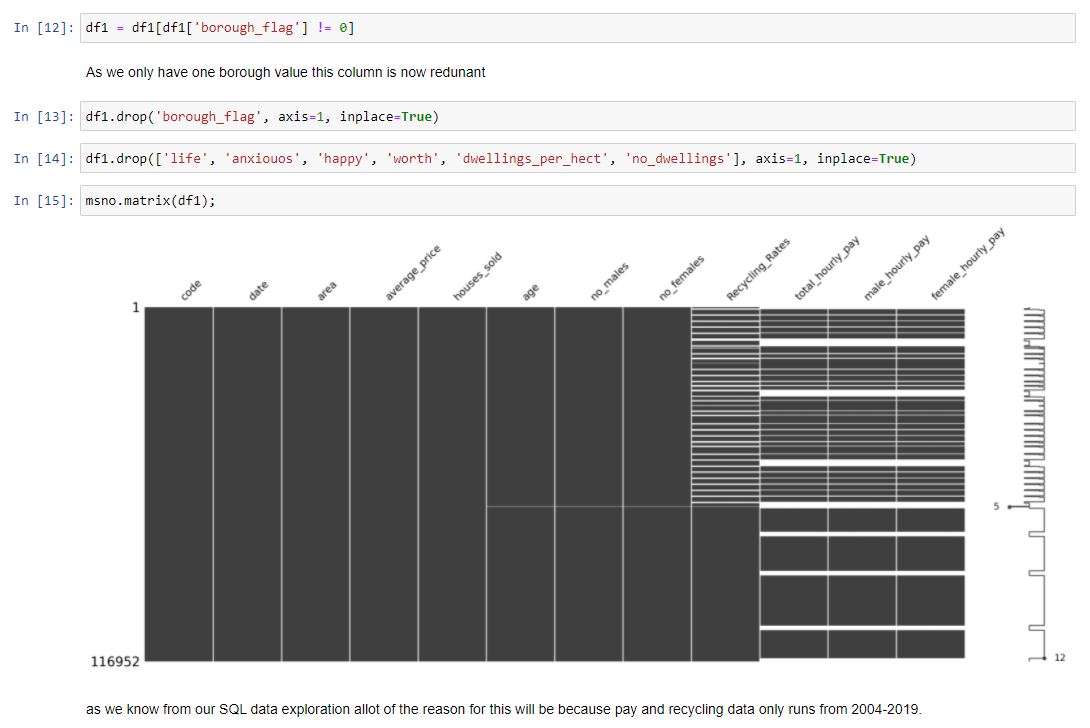 In [12]: df1 = df1[df1['borough_flag'] != 0]
As we only have one borough value this column is now redunant
In [13]: df1.drop('borough_flag', axis=1, inplace=True)
In [14]: df1.drop(['life', 'anxiouos', 'happy', 'worth', 'dwellings_per_hect', 'no_dwellings'], axis=1, inplace=True)
In [15]: msno.matrix(df1);
code
date
area
average_price
houses_sold
age
no_males
no_females
Recycling_Rates
total_hourly_pay
male_hourly_pay
female_hourly_pay
1
5
116952
12
as we know from our SQL data exploration allot of the reason for this will be because pay and recycling data only runs from 2004-2019.